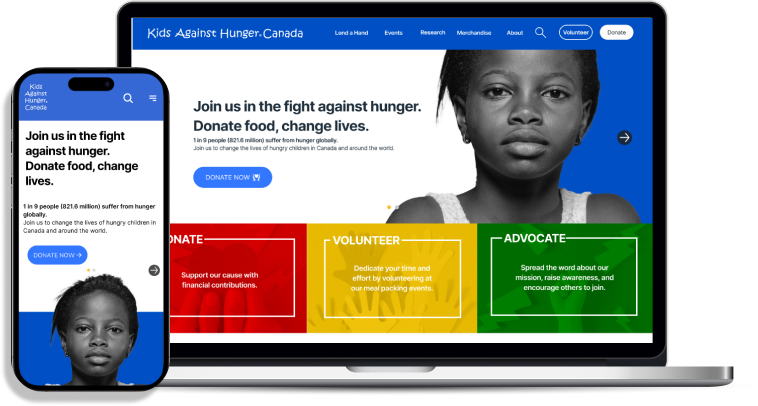 Kids Against Hunger Canada
Lend a Hand
Events
Research
Merchandise
About
Volunteer
Donate
Join us in the fight against hunger.
Donate food, change lives.
1 in 9 people (821.6 million) suffer from hunger globally.
Join us to change the lives of hungry children in Canada and around the world.
DONATE NOW
ONATE
Support our cause with
financial contributions.
VOLUNTEER
Dedicate your time and
effort by volunteering at
our meal packing events.
ADVOCATE
Spread the word about our
mission, raise awareness, and
encourage others to join.
Kids
Against
Hunger
Canada
Join us in the fight
against hunger.
Donate food, change
lives.
1 in 9 people (821.6 million) suffer from hunger
globally.
Join us to change the lives of hungry children in
Canada and around the world.
DONATE NOW